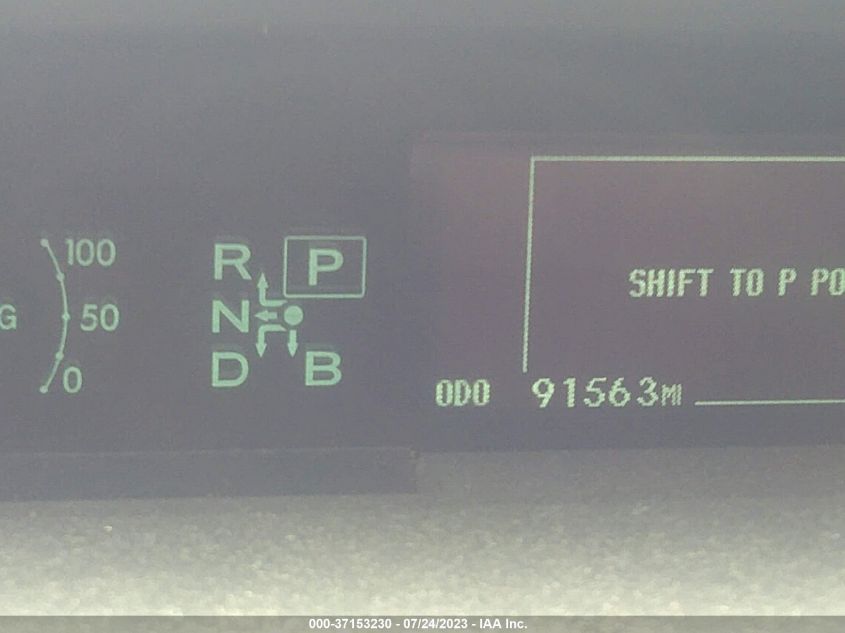 100
R P
SHIFT TO P PO
G 50 N
0 D B
ODO 91563MI
000-37153230 - 07/24/2023 - IAA Inc.